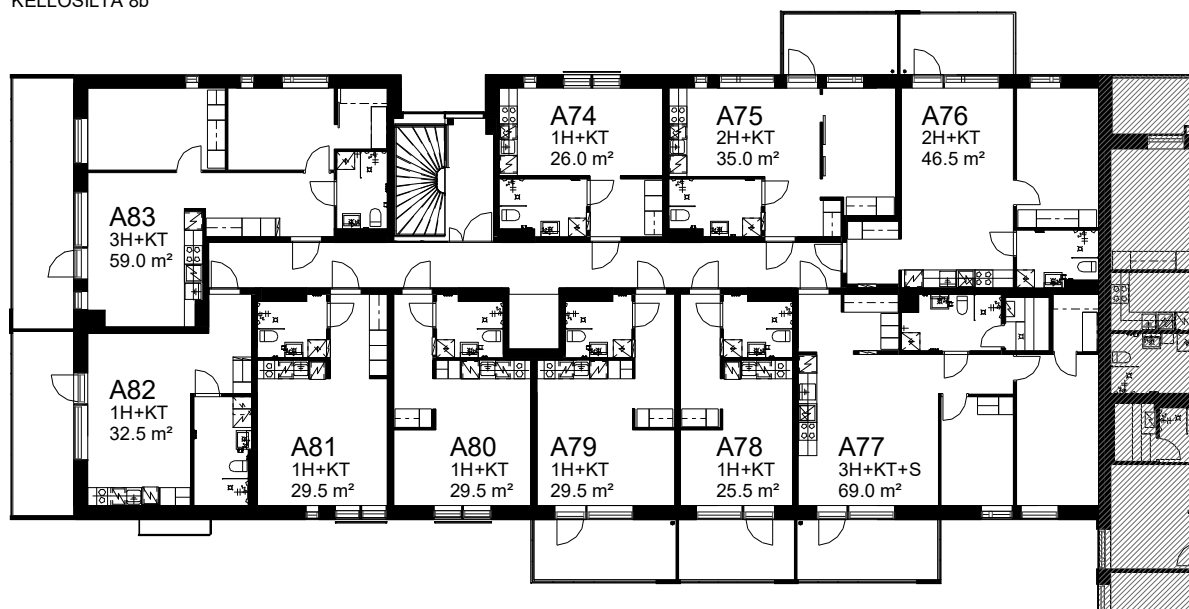 KELLOSILTA 8b
A74
1H+KT
26.0 m²
A75
2H+KT
35.0 m²
A76
2H+KT
46.5 m²
A83
3H+KT
59.0 m²
A82
1H+KT
32.5 m²
A81
1H+KT
29.5 m²
A80
1H+KT
29.5 m²
A79
1H+KT
29.5 m²
A78
1H+KT
25.5 m²
A77
3H+KT+S
69.0 m²